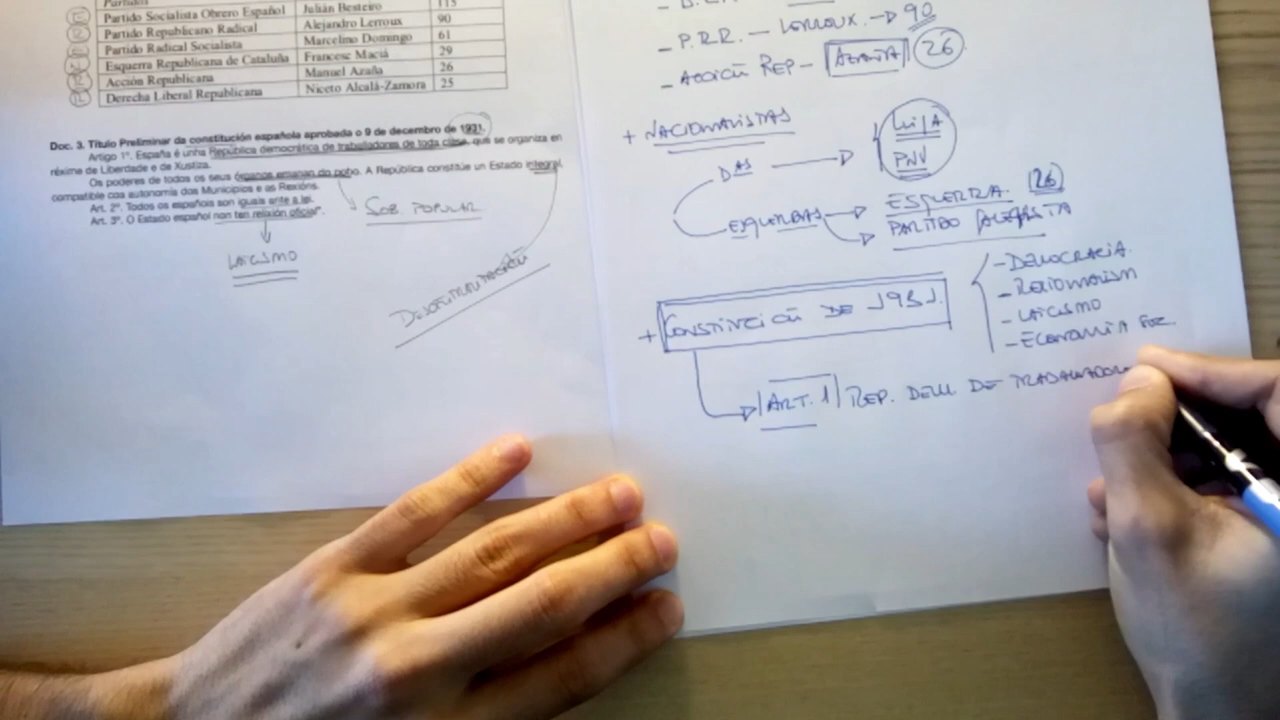 Partidos
115
Partido Socialista Obrero Español Julián Besteiro 90
Partido Republicano Radical Alejandro Lerroux 61
Partido Radical Socialista Marcelino Domingo 29
Esquerra Republicana de Cataluña Francesc Maciá 26
Acción Republicana Manuel Azaña 25
Derecha Liberal Republicana Niceto Alcalá-Zamora
Doc. 3. Título Preliminar da constitución española aprobada o 9 de decembro de 1931.
Artigo 1º. España é unha República democrática de traballadores de toda clase, que se organiza en
réxime de Liberdade e de Xustiza.
Os poderes de todos os seus órganos emanan do pobo. A República constitúe un Estado integral,
compatible coa autonomía dos Municipios e as Rexións.
Art. 2º. Todos os españois son iguais ante a lei.
Art. 3º. O Estado español non ten relixión oficial".
SOB. POPULAR
LAICISMO
- P.R.R. - LERROUX. → 90
- ACCIÓN REP - AZAÑA 26
+ NACIONALISTAS
DAS → LLIGA
PNV
ESQUERDAS → ESQUERRA. 26
→ PARTIDO GALEGUISTA
+ CONSTITUCIÓN DE 1931.
- DEMOCRACIA.
- LAICISMO
- ECONOMÍA
ART. 1 REP. DEM DE